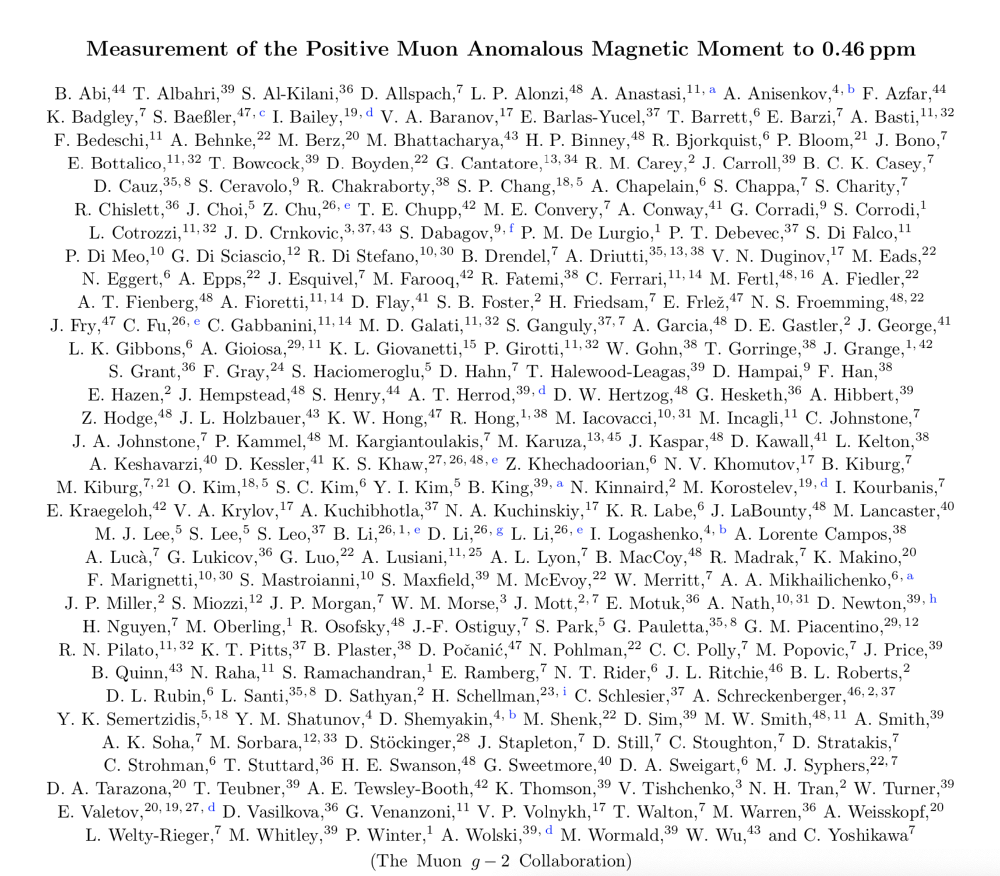 Measurement of the Positive Muon Anomalous Magnetic Moment to 0.46 ppm
B. Abi,44 T. Albahri,39 S. Al-Kilani,36 D. Allspach,7 L. P. Alonzi,48 A. Anastasi,11, a A. Anisenkov,4, b F. Azfar,44
K. Badgley,7 S. Baeßler,47, c I. Bailey,19, d V. A. Baranov,17 E. Barlas-Yucel,37 T. Barrett,6 E. Barzi,7 A. Basti,11, 32
F. Bedeschi,11 A. Behnke,22 M. Berz,20 M. Bhattacharya,43 H. P. Binney,48 R. Bjorkquist,6 P. Bloom,21 J. Bono,7
E. Bottalico,11, 32 T. Bowcock,39 D. Boyden,22 G. Cantatore,13, 34 R. M. Carey,2 J. Carroll,39 B. C. K. Casey,7
D. Cauz,35, 8 S. Ceravolo,9 R. Chakraborty,38 S. P. Chang,18, 5 A. Chapelain,6 S. Chappa,7 S. Charity,7
R. Chislett,36 J. Choi,5 Z. Chu,26, e T. E. Chupp,42 M. E. Convery,7 A. Conway,41 G. Corradi,9 S. Corrodi,1
L. Cotrozzi,11, 32 J. D. Crnkovic,3, 37, 43 S. Dabagov,9, f P. M. De Lurgio,1 P. T. Debevec,37 S. Di Falco,11
P. Di Meo,10 G. Di Sciascio,12 R. Di Stefano,10, 30 B. Drendel,7 A. Driutti,35, 13, 38 V. N. Duginov,17 M. Eads,22
N. Eggert,6 A. Epps,22 J. Esquivel,7 M. Farooq,42 R. Fatemi,38 C. Ferrari,11, 14 M. Fertl,48, 16 A. Fiedler,22
A. T. Fienberg,48 A. Fioretti,11, 14 D. Flay,41 S. B. Foster,2 H. Friedsam,7 E. Frlež,47 N. S. Froemming,48, 22
J. Fry,47 C. Fu,26, e C. Gabbanini,11, 14 M. D. Galati,11, 32 S. Ganguly,37, 7 A. Garcia,48 D. E. Gastler,2 J. George,41
L. K. Gibbons,6 A. Gioiosa,29, 11 K. L. Giovanetti,15 P. Girotti,11, 32 W. Gohn,38 T. Gorringe,38 J. Grange,1, 42
S. Grant,36 F. Gray,24 S. Haciomeroglu,5 D. Hahn,7 T. Halewood-Leagas,39 D. Hampai,9 F. Han,38
E. Hazen,2 J. Hempstead,48 S. Henry,44 A. T. Herrod,39, d D. W. Hertzog,48 G. Hesketh,36 A. Hibbert,39
Z. Hodge,48 J. L. Holzbauer,43 K. W. Hong,47 R. Hong,1, 38 M. Iacovacci,10, 31 M. Incagli,11 C. Johnstone,7
J. A. Johnstone,7 P. Kammel,48 M. Kargiantoulakis,7 M. Karuza,13, 45 J. Kaspar,48 D. Kawall,41 L. Kelton,38
A. Keshavarzi,40 D. Kessler,41 K. S. Khaw,27, 26, 48, e Z. Khechadoorian,6 N. V. Khomutov,17 B. Kiburg,7
M. Kiburg,7, 21 O. Kim,18, 5 S. C. Kim,6 Y. I. Kim,5 B. King,39, a N. Kinnaird,2 M. Korostelev,19, d I. Kourbanis,7
E. Kraegeloh,42 V. A. Krylov,17 A. Kuchibhotla,37 N. A. Kuchinskiy,17 K. R. Labe,6 J. LaBounty,48 M. Lancaster,40
M. J. Lee,5 S. Lee,5 S. Leo,37 B. Li,26, 1, e D. Li,26, g L. Li,26, e I. Logashenko,4, b A. Lorente Campos,38
A. Lucà,7 G. Lukicov,36 G. Luo,22 A. Lusiani,11, 25 A. L. Lyon,7 B. MacCoy,48 R. Madrak,7 K. Makino,20
F. Marignetti,10, 30 S. Mastroianni,10 S. Maxfield,39 M. McEvoy,22 W. Merritt,7 A. A. Mikhailichenko,6, a
J. P. Miller,2 S. Miozzi,12 J. P. Morgan,7 W. M. Morse,3 J. Mott,2, 7 E. Motuk,36 A. Nath,10, 31 D. Newton,39, h
H. Nguyen,7 M. Oberling,1 R. Osofsky,48 J.-F. Ostiguy,7 S. Park,5 G. Pauletta,35, 8 G. M. Piacentino,29, 12
R. N. Pilato,11, 32 K. T. Pitts,37 B. Plaster,38 D. Počanić,47 N. Pohlman,22 C. C. Polly,7 M. Popovic,7 J. Price,39
B. Quinn,43 N. Raha,11 S. Ramachandran,1 E. Ramberg,7 N. T. Rider,6 J. L. Ritchie,46 B. L. Roberts,2
D. L. Rubin,6 L. Santi,35, 8 D. Sathyan,2 H. Schellman,23, i C. Schlesier,37 A. Schreckenberger,46, 2, 37
Y. K. Semertzidis,5, 18 Y. M. Shatunov,4 D. Shemyakin,4, b M. Shenk,22 D. Sim,39 M. W. Smith,48, 11 A. Smith,39
A. K. Soha,7 M. Sorbara,12, 33 D. Stöckinger,28 J. Stapleton,7 D. Still,7 C. Stoughton,7 D. Stratakis,7
C. Strohman,6 T. Stuttard,36 H. E. Swanson,48 G. Sweetmore,40 D. A. Sweigart,6 M. J. Syphers,22, 7
D. A. Tarazona,20 T. Teubner,39 A. E. Tewsley-Booth,42 K. Thomson,39 V. Tishchenko,3 N. H. Tran,2 W. Turner,39
E. Valetov,20, 19, 27, d D. Vasilkova,36 G. Venanzoni,11 V. P. Volnykh,17 T. Walton,7 M. Warren,36 A. Weisskopf,20
L. Welty-Rieger,7 M. Whitley,39 P. Winter,1 A. Wolski,39, d M. Wormald,39 W. Wu,43 and C. Yoshikawa7
(The Muon g − 2 Collaboration)